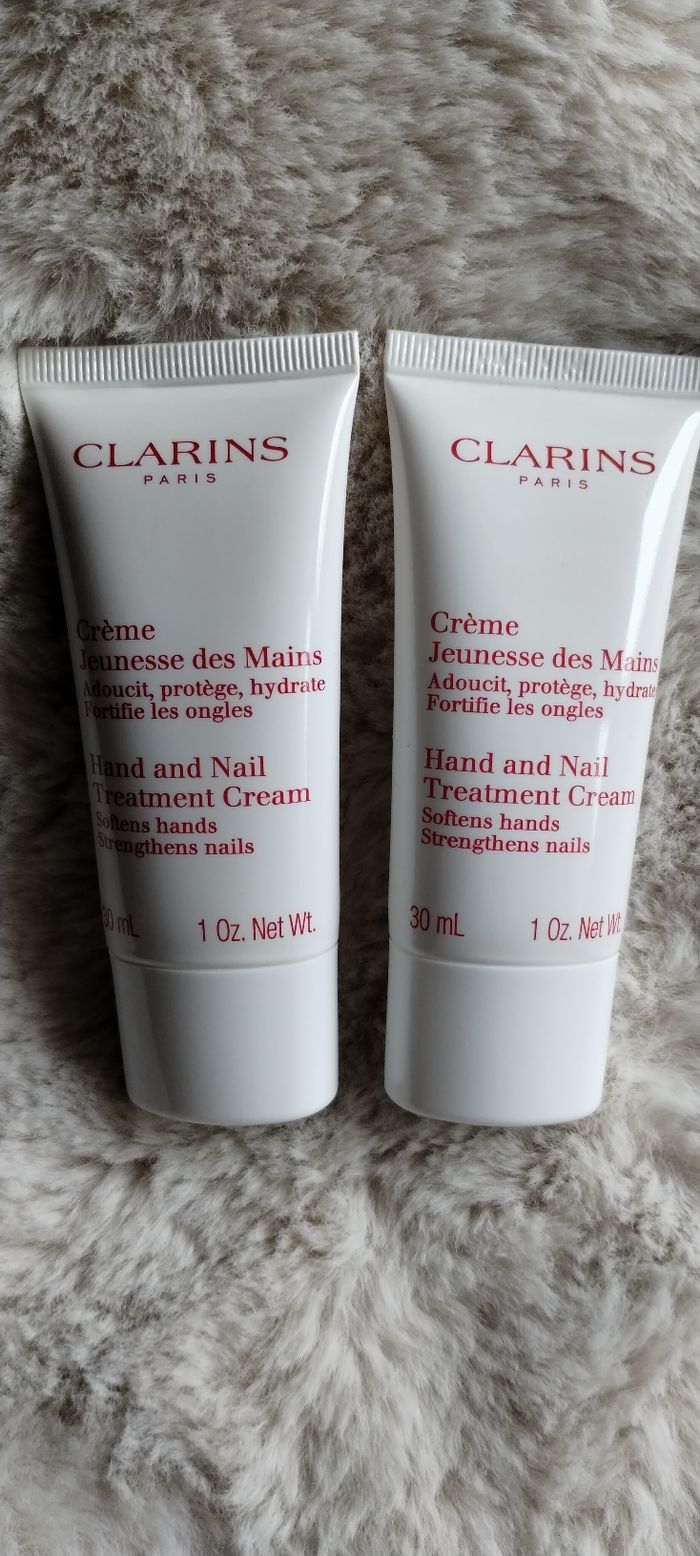 CLARINS
PARIS
Crème
Jeunesse des Mains
Adoucit, protège, hydrate
Fortifie les ongles
Hand and Nail
Treatment Cream
Softens hands
Strengthens nails
30 mL 1 Oz. Net Wt.
CLARINS
PARIS
Crème
Jeunesse des Mains
Adoucit, protège, hydrate
Fortifie les ongles
Hand and Nail
Treatment Cream
Softens hands
Strengthens nails
30 mL 1 Oz. Net Wt.